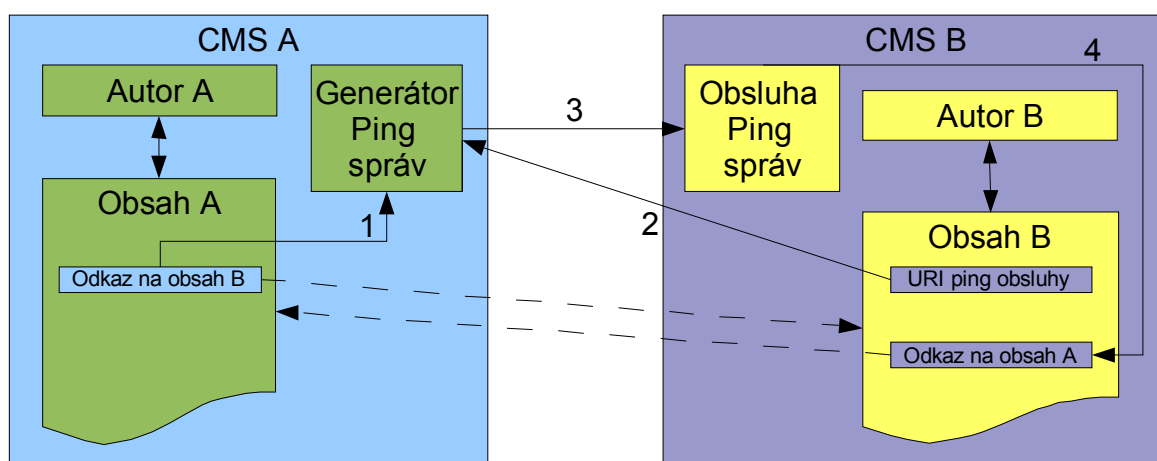 CMS A
Autor A
Generátor
Ping
správ
Obsah A
1
Odkaz na obsah B
3
2
CMS B
4
Obsluha
Ping
správ
Autor B
Obsah B
URI ping obsluhy
Odkaz na obsah A